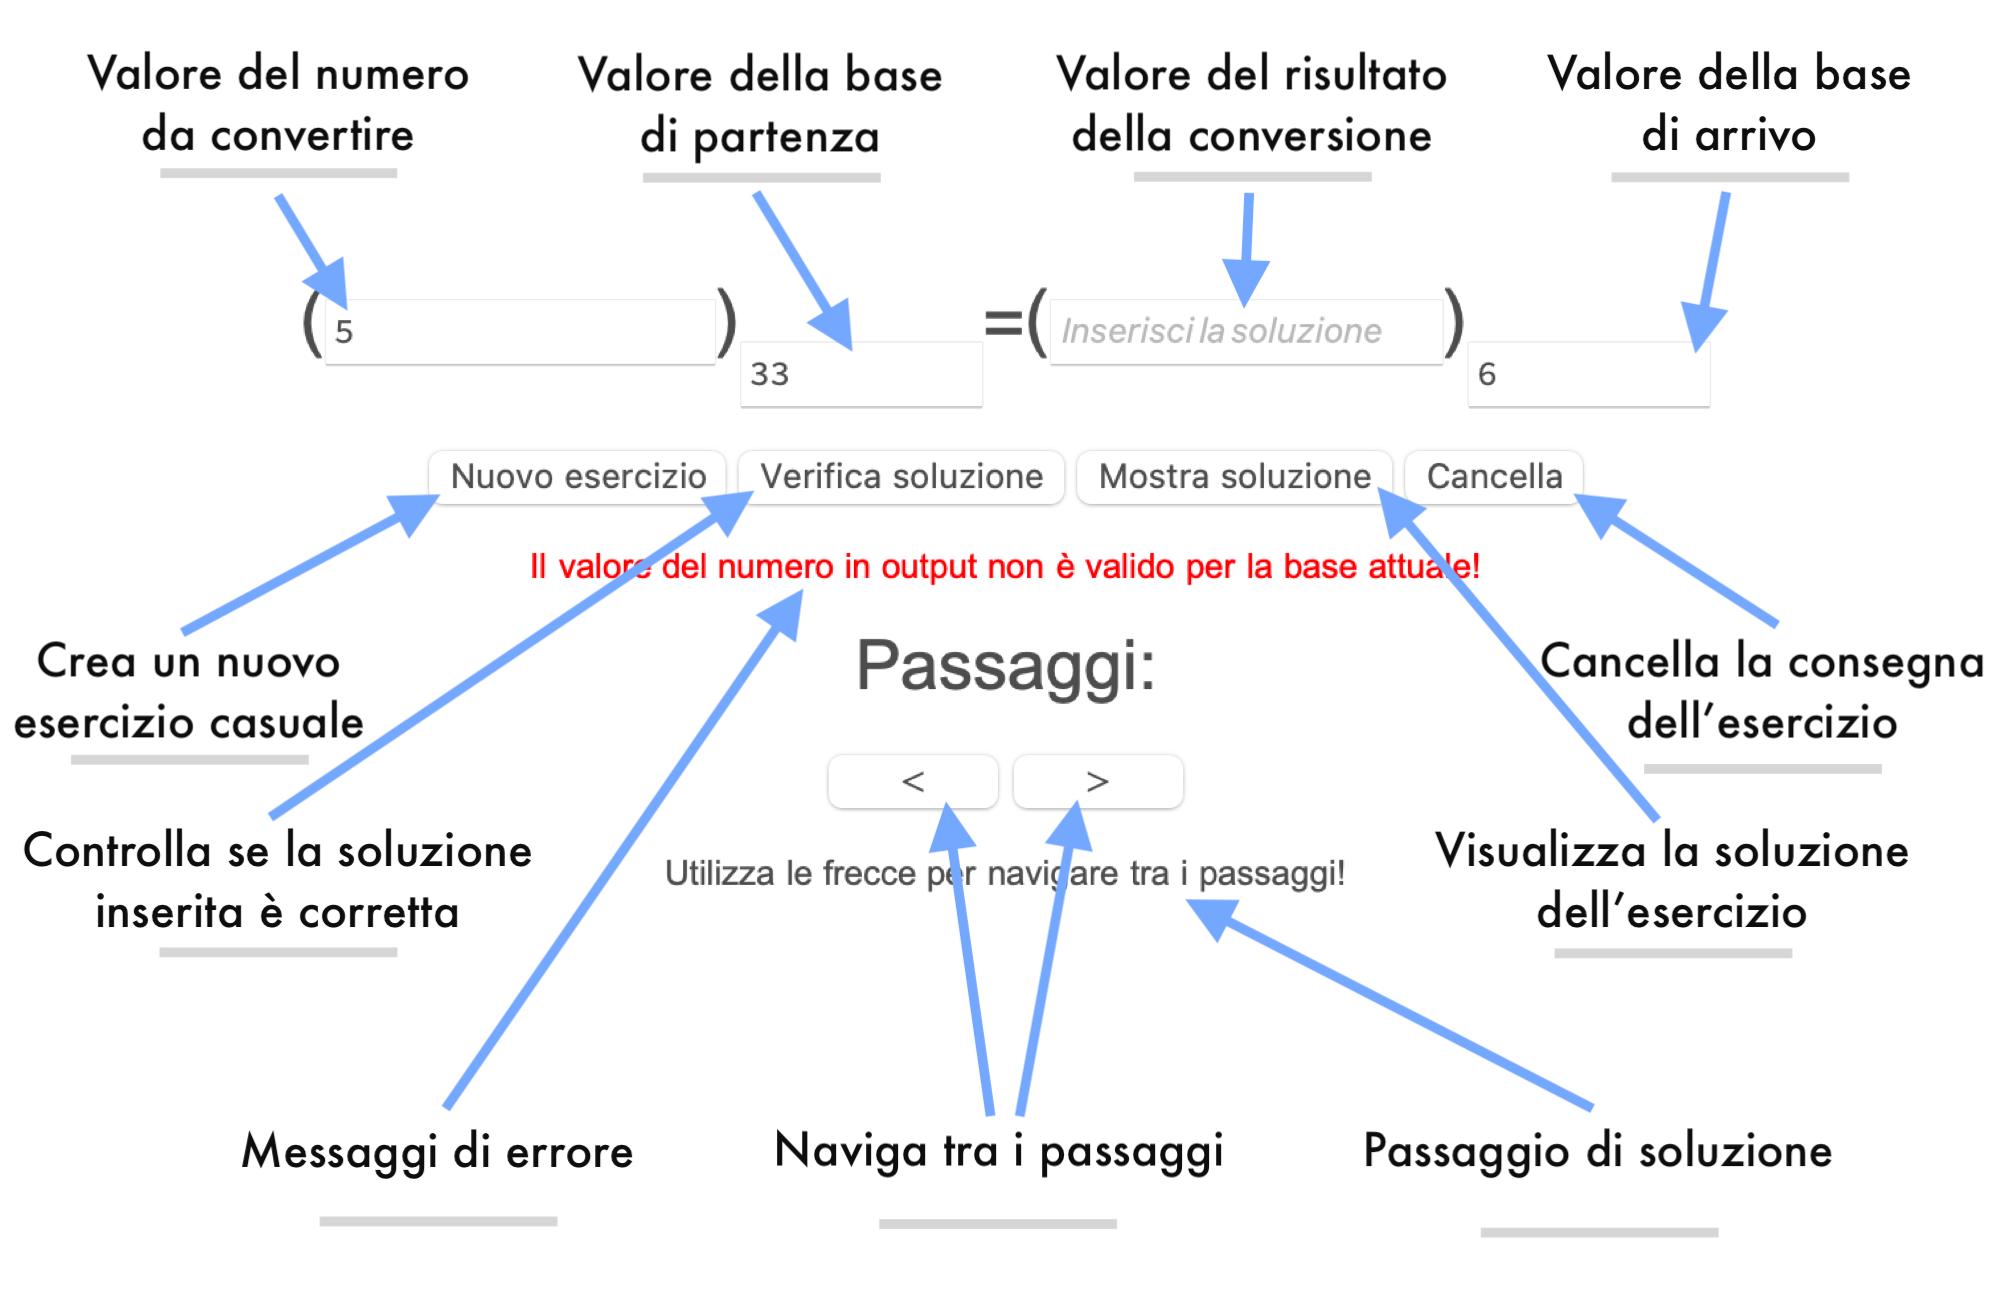 Valore del numero
da convertire
Valore della base
di partenza
Valore del risultato
della conversione
Valore della base
di arrivo
(5)33=(Inserisci la soluzione)6
Nuovo esercizio Verifica soluzione Mostra soluzione Cancella
Il valore del numero in output non è valido per la base attuale!
Crea un nuovo
esercizio casuale
Passaggi:
Cancella la consegna
dell’esercizio
< >
Controlla se la soluzione
inserita è corretta
Utilizza le frecce per navigare tra i passaggi!
Visualizza la soluzione
dell’esercizio
Messaggi di errore
Naviga tra i passaggi
Passaggio di soluzione